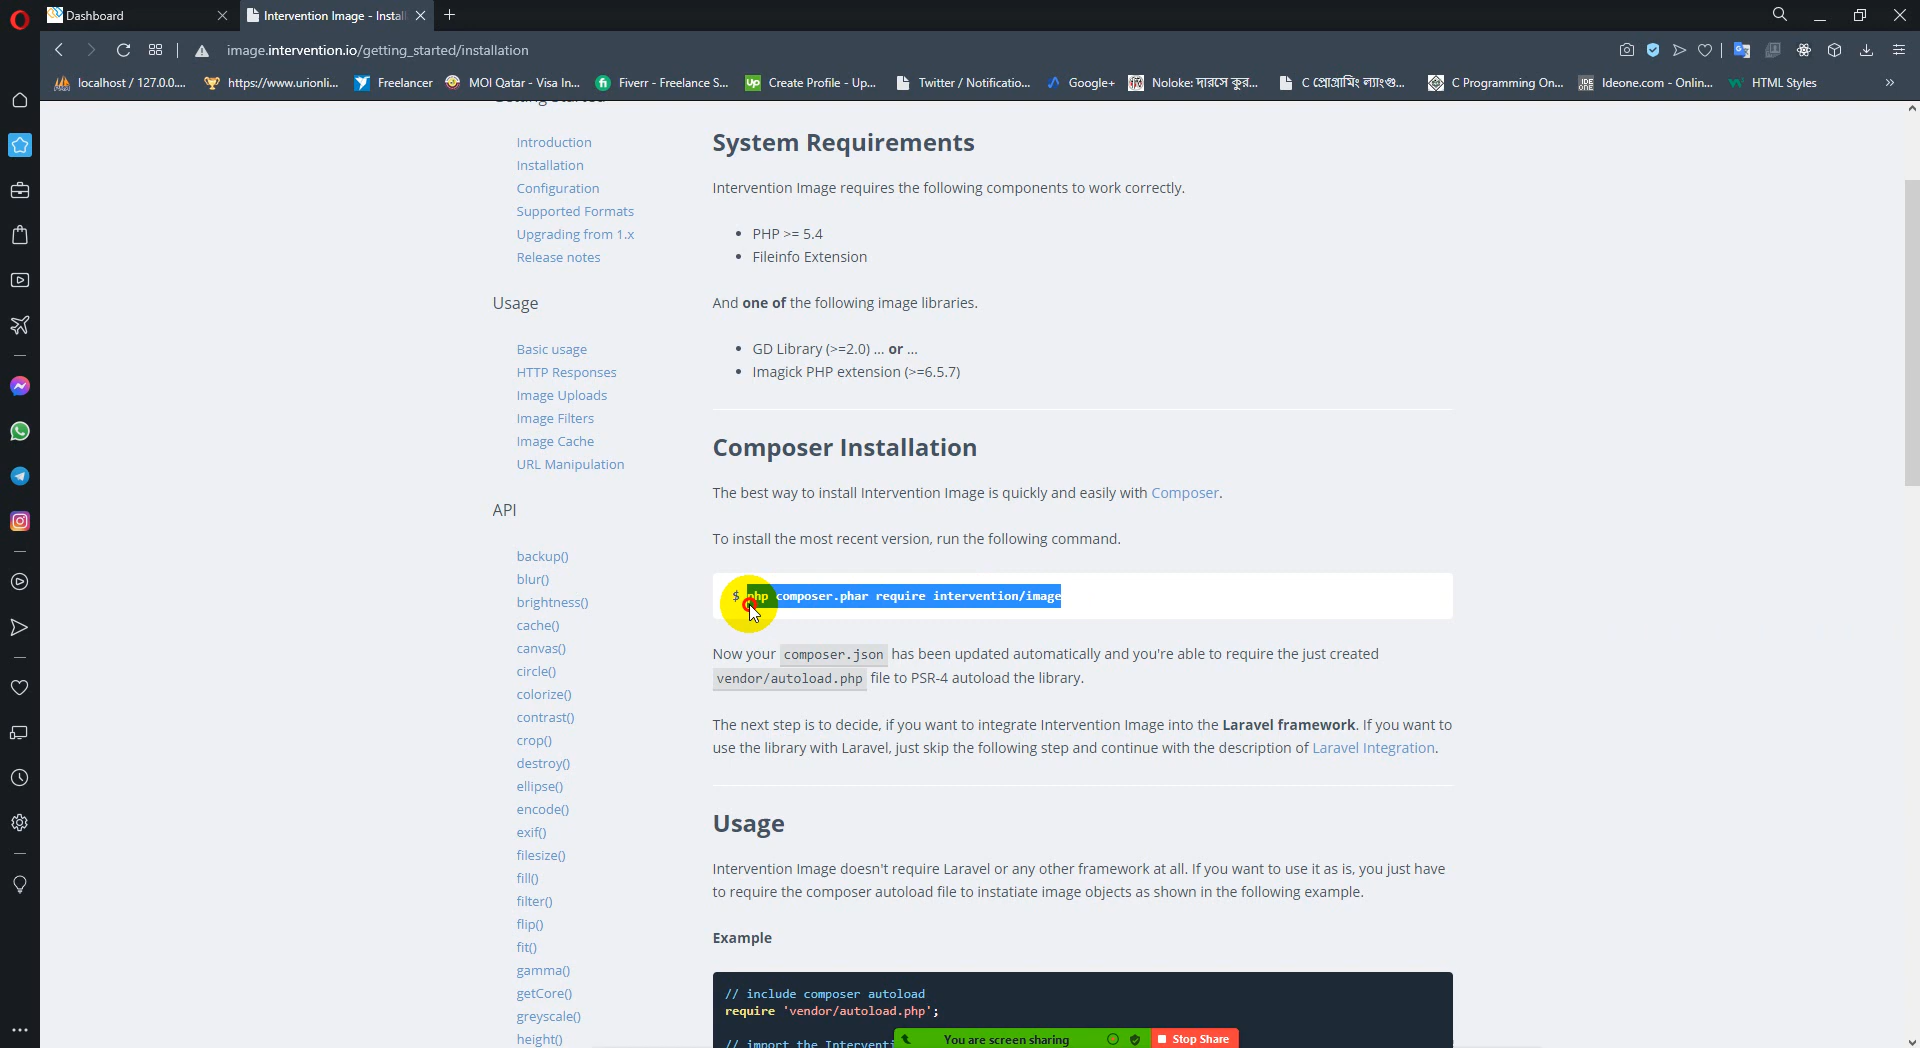 Dashboard
Intervention Image - Instal
image.intervention.io/getting_started/installation
localhost / 127.0.0...
https://www.urionli...
Freelancer
MOI Qatar - Visa In...
Fiverr - Freelance S...
Up Create Profile - Up...
Twitter / Notificatio...
Google+
Noloke: দারসে কুর...
C প্রোগ্রামিং ল্যাংগু...
C Programming On...
Ideone.com - Onlin...
HTML Styles
Introduction
Installation
Configuration
Supported Formats
Upgrading from 1.x
Release notes
Usage
Basic usage
HTTP Responses
Image Uploads
Image Filters
Image Cache
URL Manipulation
API
backup()
blur()
brightness()
cache()
canvas()
circle()
colorize()
contrast()
crop()
destroy()
ellipse()
encode()
exif()
filesize()
fill()
filter()
flip()
fit()
gamma()
getCore()
greyscale()
height()
System Requirements
Intervention Image requires the following components to work correctly.
• PHP >= 5.4
• Fileinfo Extension
And one of the following image libraries.
• GD Library (>=2.0) ... or ...
• Imagick PHP extension (>=6.5.7)
Composer Installation
The best way to install Intervention Image is quickly and easily with Composer.
To install the most recent version, run the following command.
$ php composer.phar require intervention/image
Now your composer.json has been updated automatically and you're able to require the just created
vendor/autoload.php file to PSR-4 autoload the library.
The next step is to decide, if you want to integrate Intervention Image into the Laravel framework. If you want to
use the library with Laravel, just skip the following step and continue with the description of Laravel Integration.
Usage
Intervention Image doesn't require Laravel or any other framework at all. If you want to use it as is, you just have
to require the composer autoload file to instatiate image objects as shown in the following example.
Example
// include composer autoload
require 'vendor/autoload.php';
// import the Interventi
You are screen sharing
Stop Share